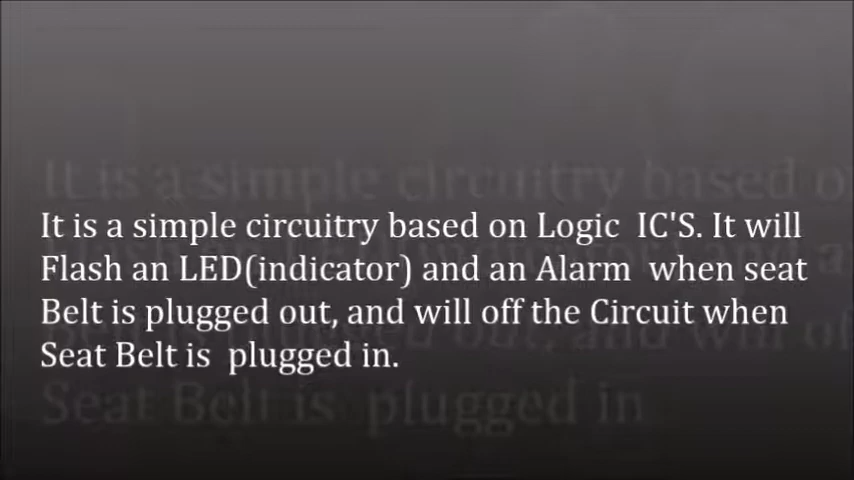 It is a simple circuitry based on Logic  IC'S. It will
Flash an LED(indicator) and an Alarm  when seat
Belt is plugged out, and will off the Circuit when
Seat Belt is  plugged in.